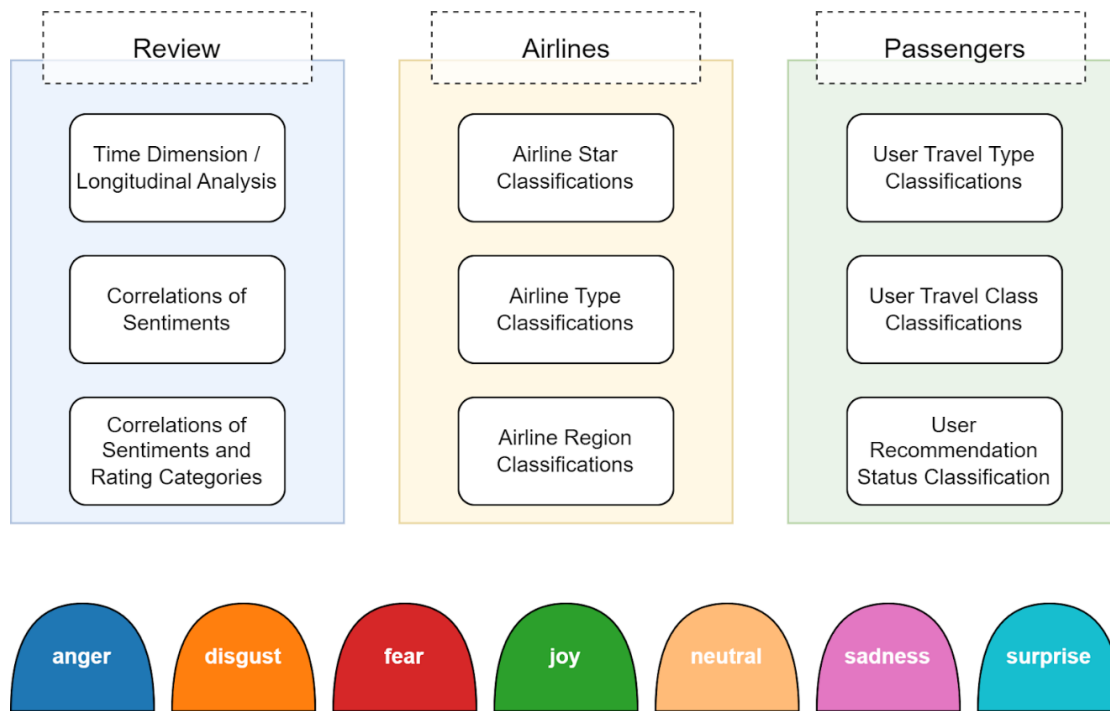 Review
Time Dimension /
Longitudinal Analysis
Correlations of
Sentiments
Correlations of
Sentiments and
Rating Categories
Airlines
Airline Star
Classifications
Airline Type
Classifications
Airline Region
Classifications
Passengers
User Travel Type
Classifications
User Travel Class
Classifications
User
Recommendation
Status Classification
anger
disgust
fear
joy
neutral
sadness
surprise